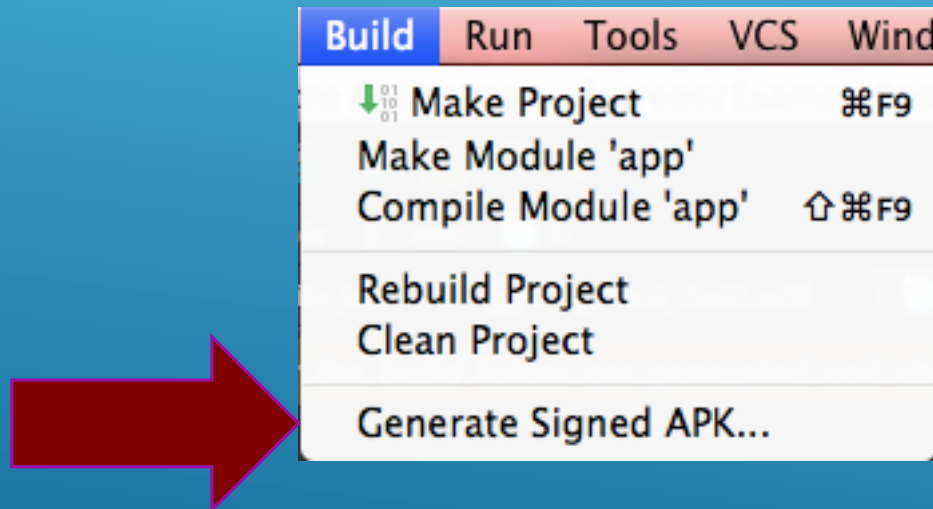 Build Run Tools VCS Wind
Make Project ⌘F9
Make Module 'app'
Compile Module 'app' ⇧⌘F9
Rebuild Project
Clean Project
Generate Signed APK...